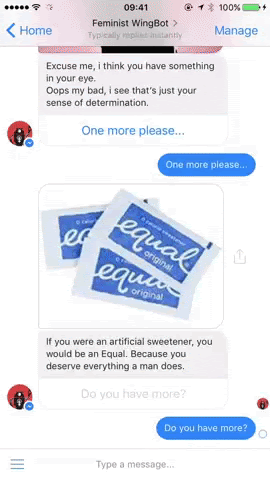 09:41
100%
Home
Feminist WingBot >
Typically replies instantly
Manage
Excuse me, i think you have something
in your eye.
Oops my bad, i see that's just your
sense of determination.
One more please...
One more please...
equal
original
equal
original
If you were an artificial sweetener, you
would be an Equal. Because you
deserve everything a man does.
Do you have more?
Do you have more?
Type a message...